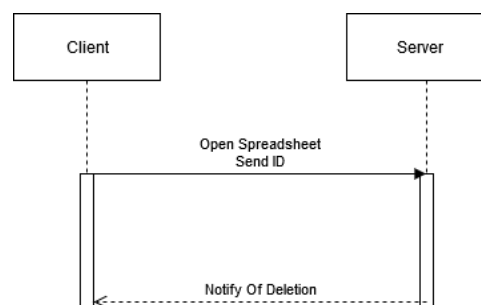 Client
Server
Open Spreadsheet
Send ID
Notify Of Deletion